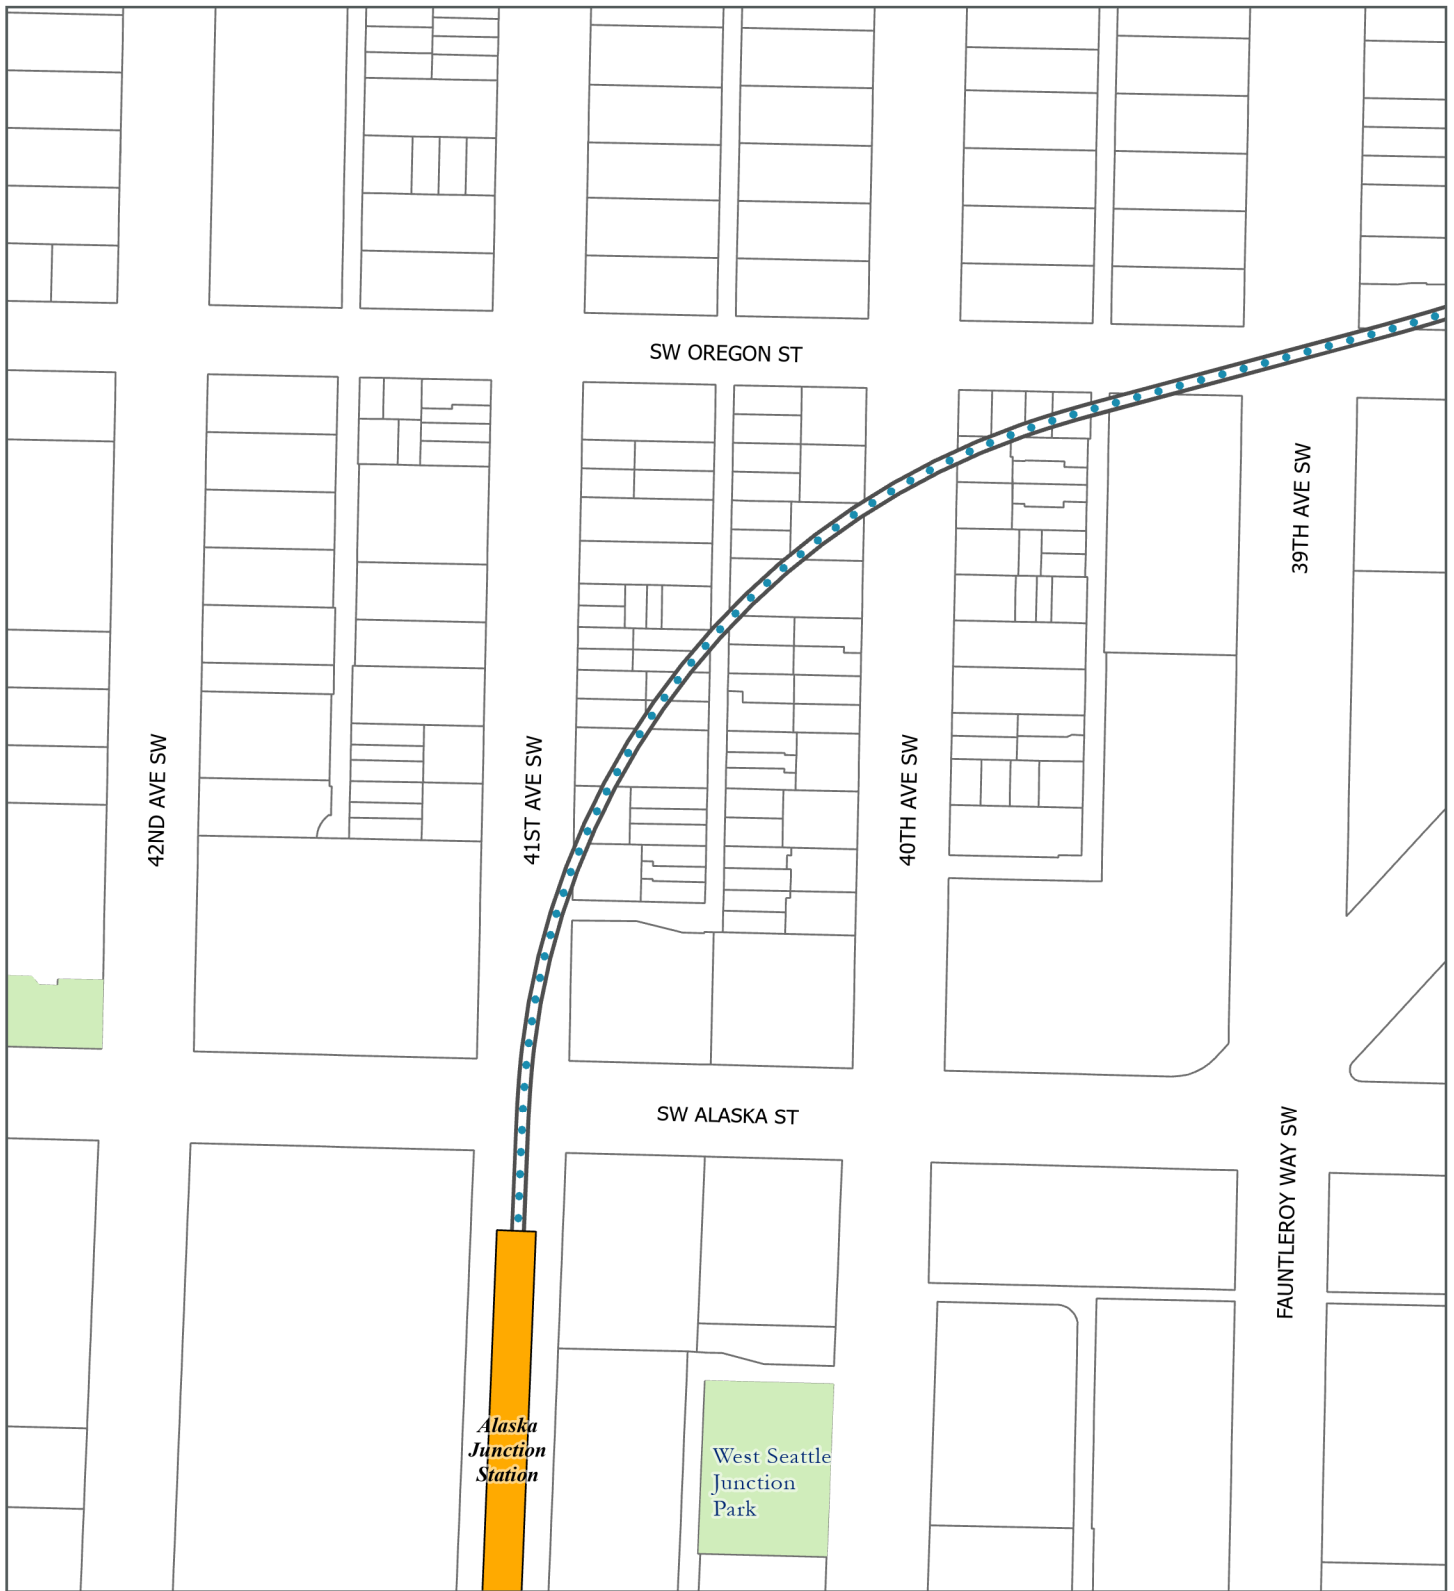 SW OREGON ST
39TH AVE SW
42ND AVE SW
41ST AVE SW
40TH AVE SW
SW ALASKA ST
FAUNTLEROY WAY SW
Alaska
Junction
Station
West Seattle
Junction
Park